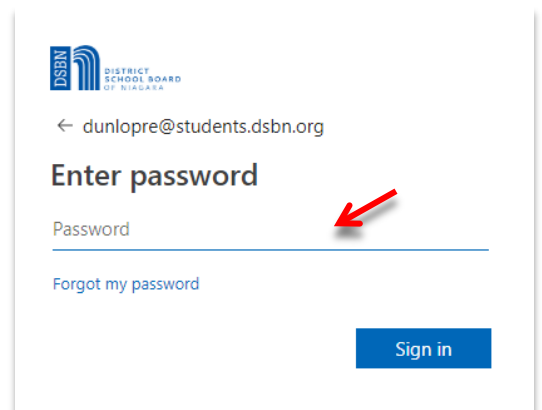 DSBN
DISTRICT
SCHOOL BOARD
OF NIAGARA
← dunlopre@students.dsbn.org
Enter password
Password
Forgot my password
Sign in